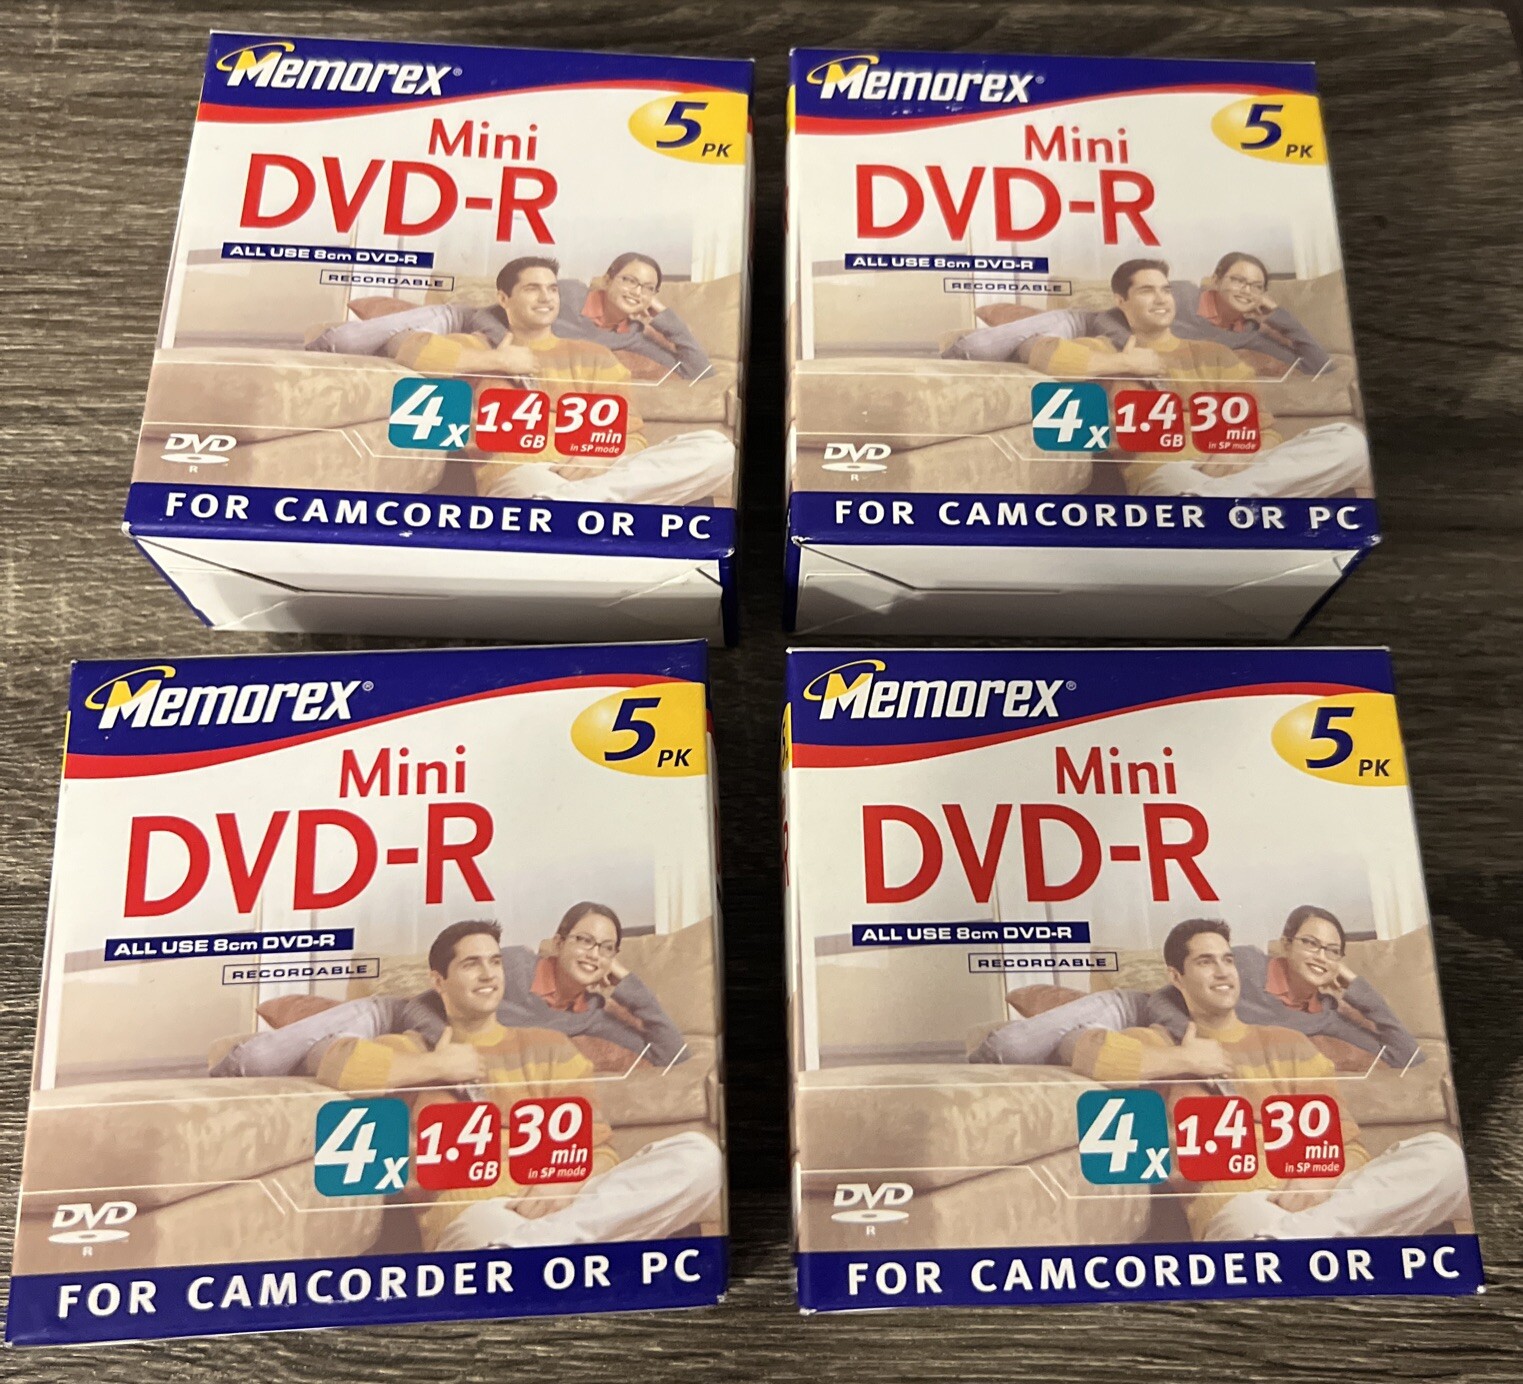 Memorex®
5 PK
Mini
DVD-R
ALL USE 8cm DVD-R
RECORDABLE
4x 1.4 GB 30 min in SP mode
DVD
R
FOR CAMCORDER OR PC
Memorex®
5 PK
Mini
DVD-R
ALL USE 8cm DVD-R
RECORDABLE
4x 1.4 GB 30 min in SP mode
DVD
R
FOR CAMCORDER OR PC
Memorex®
5 PK
Mini
DVD-R
ALL USE 8cm DVD-R
RECORDABLE
4x 1.4 GB 30 min in SP mode
DVD
R
FOR CAMCORDER OR PC
Memorex®
5 PK
Mini
DVD-R
ALL USE 8cm DVD-R
RECORDABLE
4x 1.4 GB 30 min in SP mode
DVD
R
FOR CAMCORDER OR PC